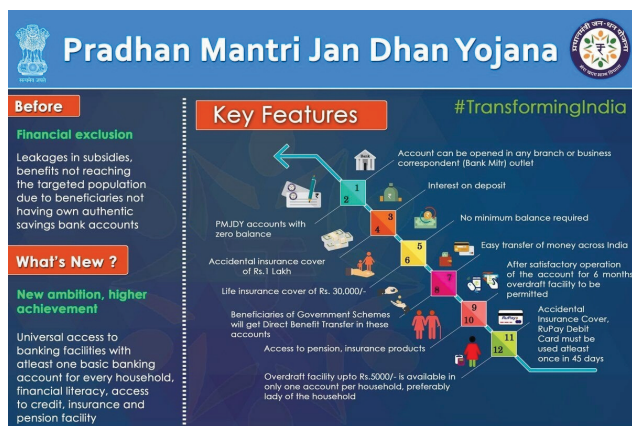 Pradhan Mantri Jan Dhan Yojana
Before
Financial exclusion
Leakages in subsidies,
benefits not reaching
the targeted population
due to beneficiaries not
having own authentic
savings bank accounts
What's New ?
New ambition, higher
achievement
Universal access to
banking facilities with
atleast one basic banking
account for every household,
financial literacy, access
to credit, insurance and
pension facility
Key Features
#TransformingIndia
Bank
Account can be opened in any branch or business
correspondent (Bank Mitr) outlet
1
2
Interest on deposit
PMJDY accounts with
zero balance
3
4
No minimum balance required
Accidental insurance cover
of Rs.1 Lakh
5
6
Easy transfer of money across India
Life insurance cover of Rs. 30,000/-
7
8
After satisfactory operation
of the account for 6 months
overdraft facility to be
permitted
Beneficiaries of Government Schemes
will get Direct Benefit Transfer in these
accounts
9
10
RuPay
Accidental
Insurance Cover,
RuPay Debit
Card must be
used atleast
once in 45 days
Access to pension, insurance products
11
12
Overdraft facility upto Rs.5000/- is available in
only one account per household, preferably
lady of the household